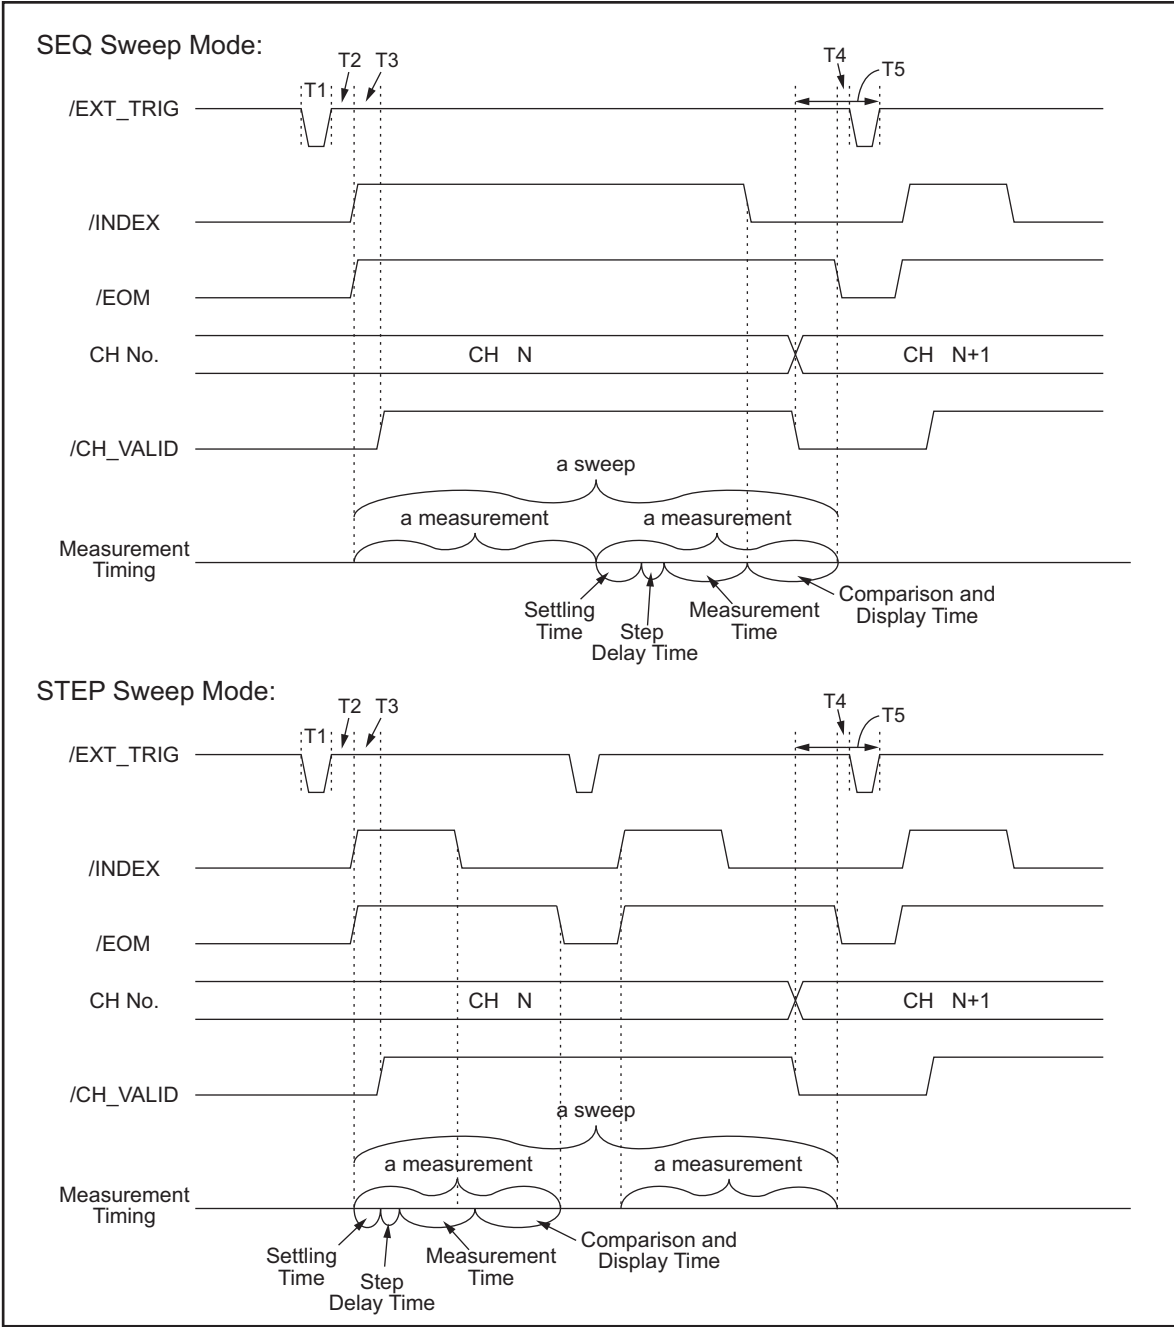 SEQ Sweep Mode:
T1
T2
T3
T4
T5
/EXT_TRIG
/INDEX
/EOM
CH No.
CH N
CH N+1
/CH_VALID
a sweep
a measurement
a measurement
Measurement
Timing
Settling
Time
Step
Delay Time
Measurement
Time
Comparison and
Display Time
STEP Sweep Mode:
T1
T2
T3
T4
T5
/EXT_TRIG
/INDEX
/EOM
CH No.
CH N
CH N+1
/CH_VALID
a sweep
a measurement
a measurement
Measurement
Timing
Settling
Time
Step
Delay Time
Measurement
Time
Comparison and
Display Time